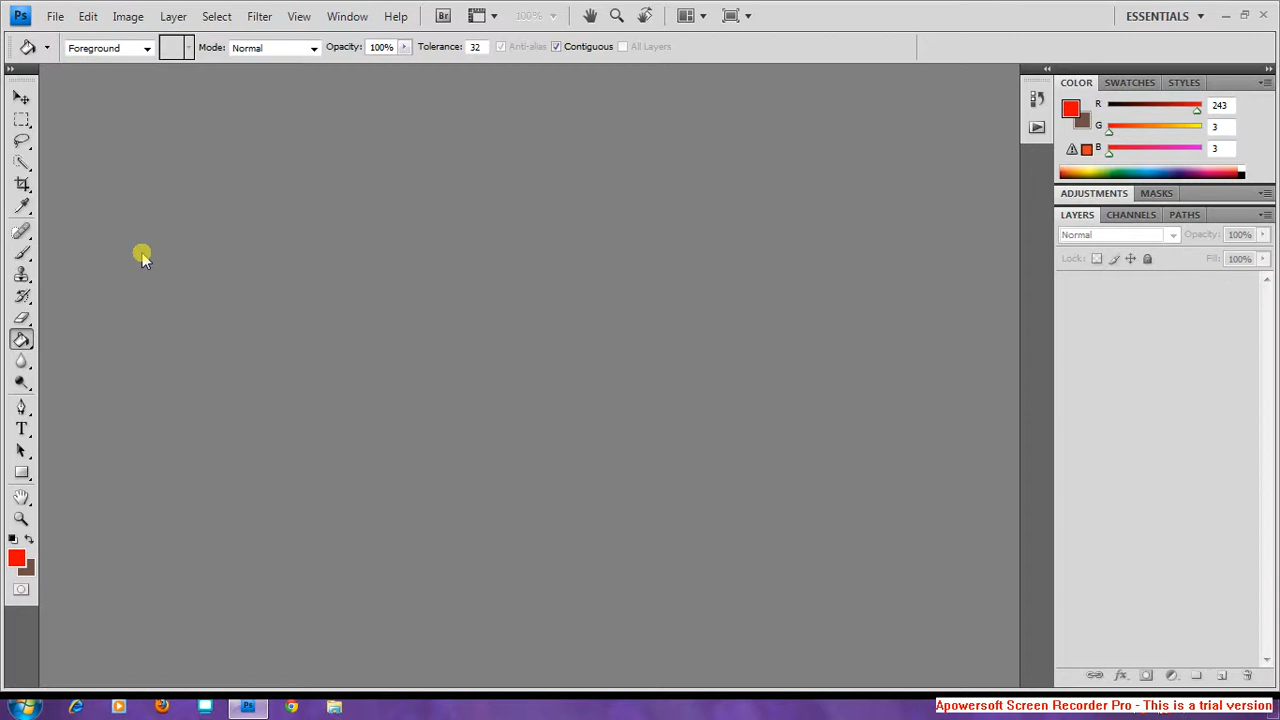 Ps File Edit Image Layer Select Filter View Window Help Br 100% ESSENTIALS
Foreground Mode: Normal Opacity: 100% Tolerance: 32 Anti-alias Contiguous All Layers
COLOR SWATCHES STYLES
R 243
G 3
B 3
ADJUSTMENTS MASKS
LAYERS CHANNELS PATHS
Normal Opacity: 100%
Lock: Fill: 100%
T
fx
Ps
Apowersoft Screen Recorder Pro - This is a trial version